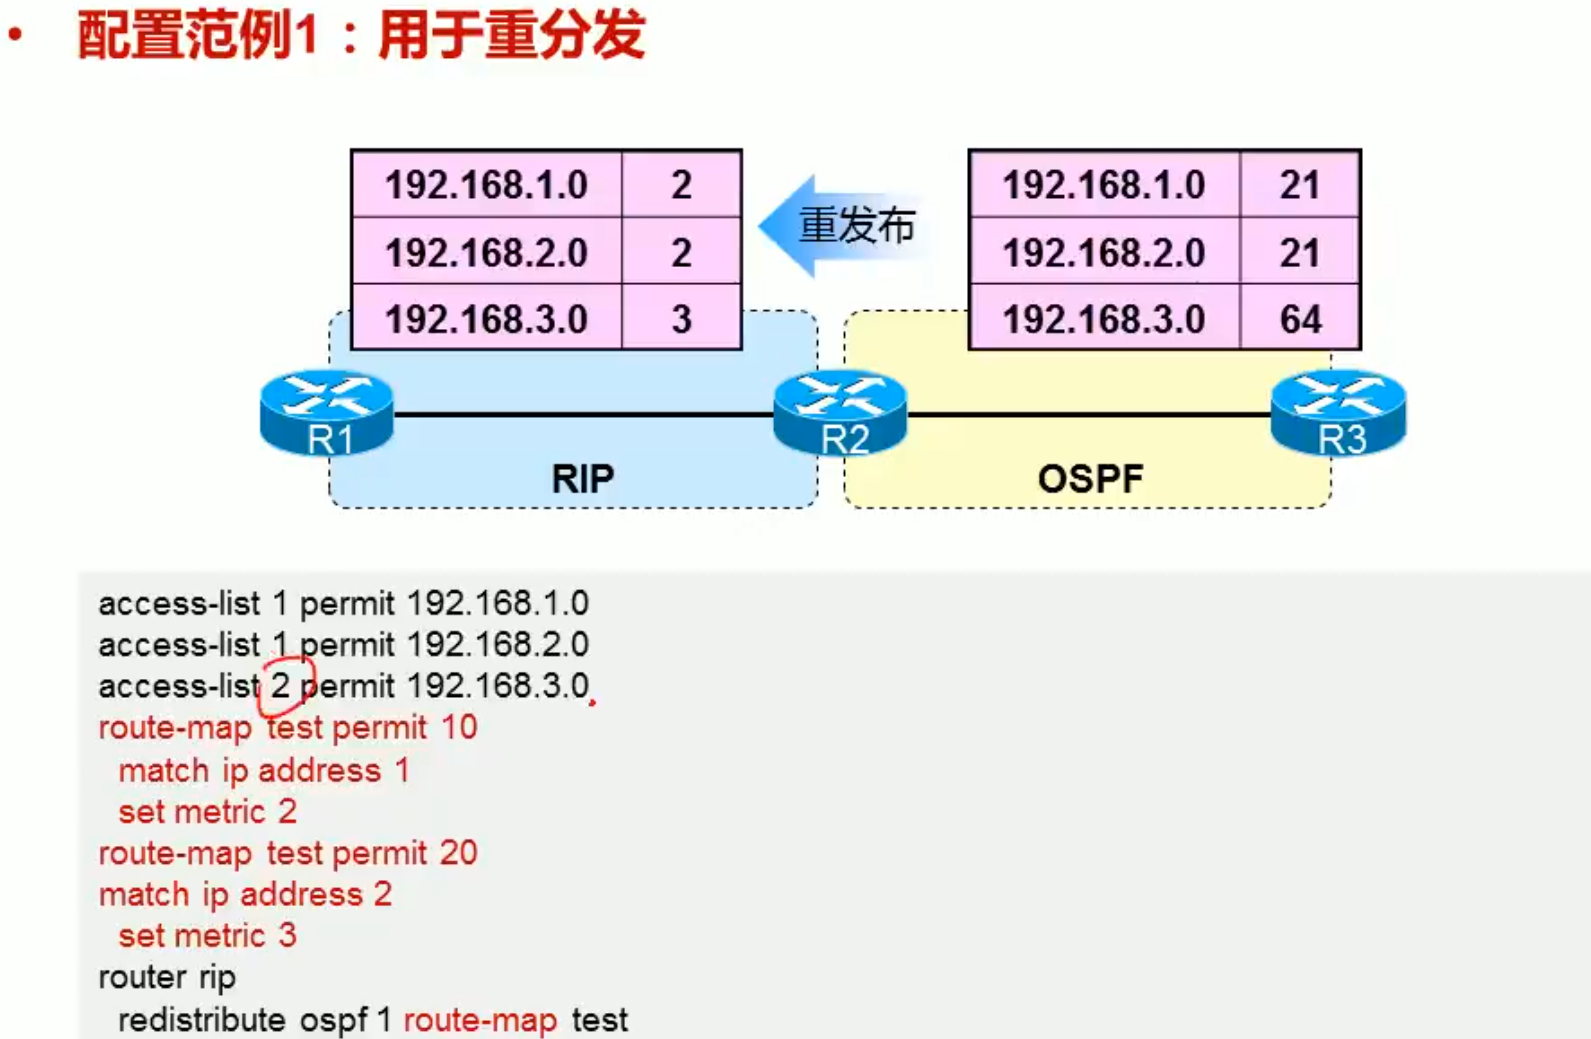 • 配置范例1：用于重分发
192.168.1.0 2
192.168.2.0 2
192.168.3.0 3
重发布
192.168.1.0 21
192.168.2.0 21
192.168.3.0 64
R1
R2
R3
RIP
OSPF
access-list 1 permit 192.168.1.0
access-list 1 permit 192.168.2.0
access-list 2 permit 192.168.3.0
route-map test permit 10
match ip address 1
set metric 2
route-map test permit 20
match ip address 2
set metric 3
router rip
redistribute ospf 1 route-map test